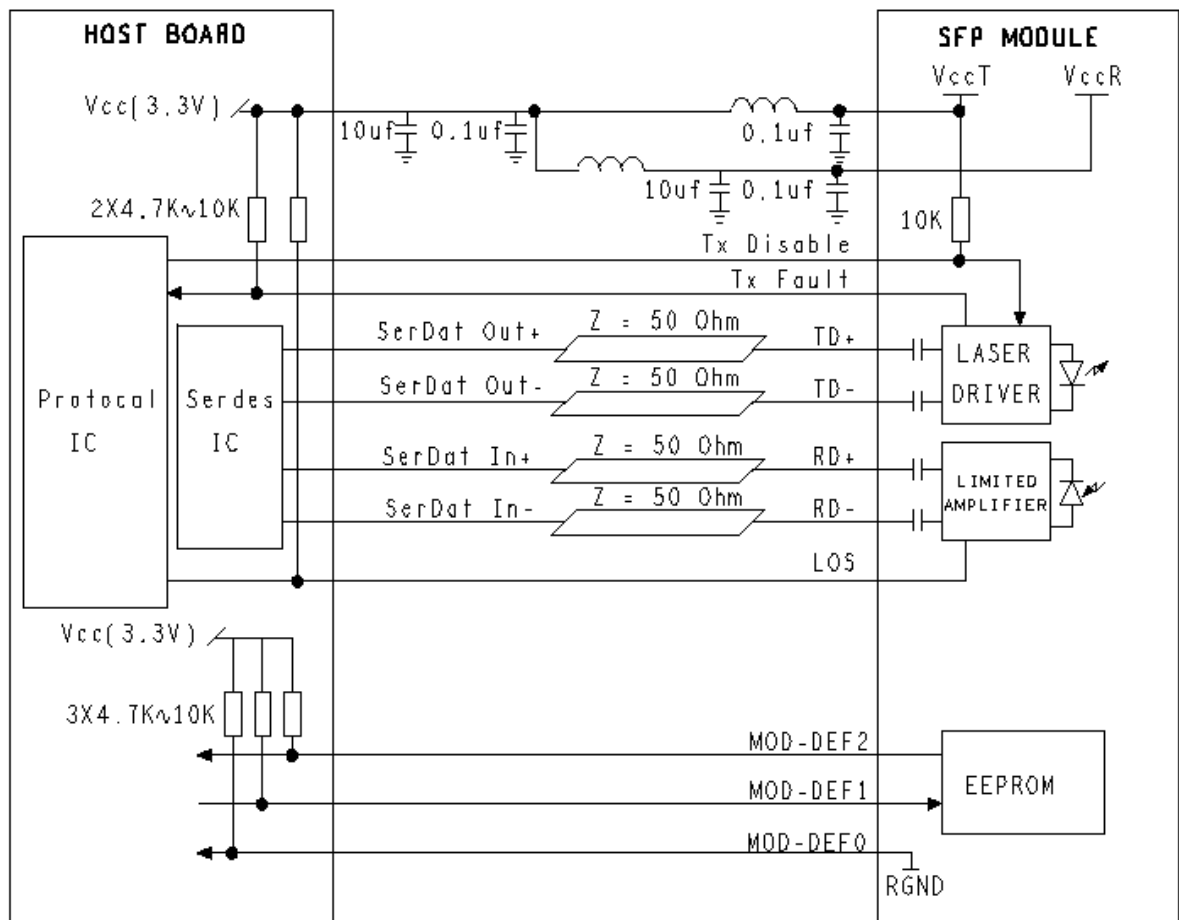 HOST BOARD
SFP MODULE
VccT
VccR
Vcc(3.3V)
10uf
0.1uf
0.1uf
10uf
0.1uf
2X4.7K~10K
10K
Tx Disable
Tx Fault
Protocal
IC
Serdes
IC
SerDat Out+
Z = 50 Ohm
TD+
SerDat Out-
Z = 50 Ohm
TD-
LASER
DRIVER
SerDat In+
Z = 50 Ohm
RD+
SerDat In-
Z = 50 Ohm
RD-
LIMITED
AMPLIFIER
LOS
Vcc(3.3V)
3X4.7K~10K
MOD-DEF2
MOD-DEF1
EEPROM
MOD-DEF0
RGND